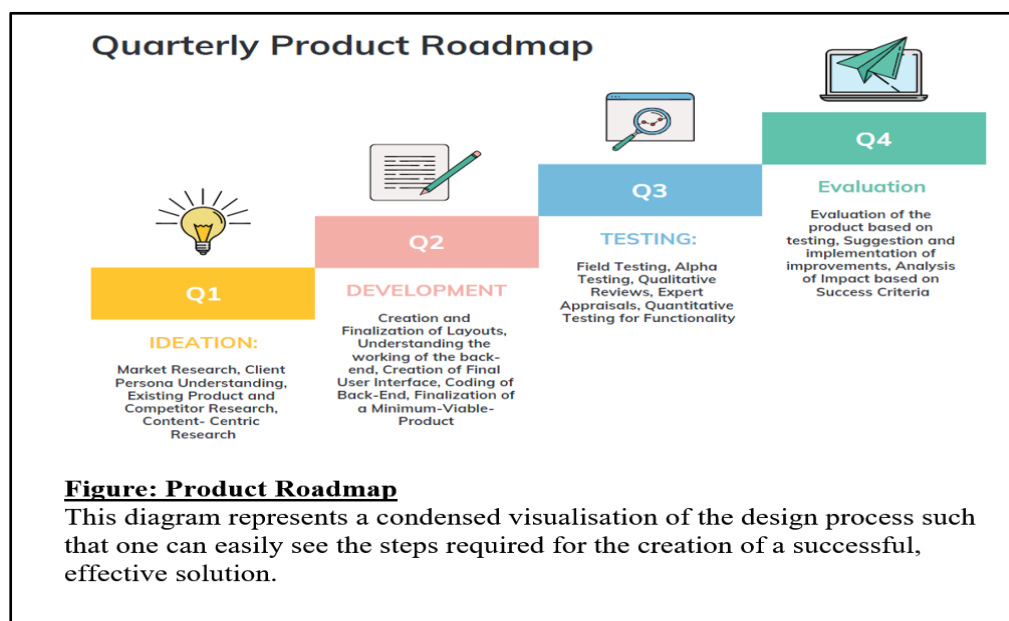 Quarterly Product Roadmap
Q1
IDEATION:
Market Research, Client
Persona Understanding,
Existing Product and
Competitor Research,
Content- Centric
Research
Q2
DEVELOPMENT
Creation and
Finalization of Layouts,
Understanding the
working of the back-
end, Creation of Final
User Interface, Coding of
Back-End, Finalization of
a Minimum-Viable-
Product
Q3
TESTING:
Field Testing, Alpha
Testing, Qualitative
Reviews, Expert
Appraisals, Quantitative
Testing for Functionality
Q4
Evaluation
Evaluation of the
product based on
testing, Suggestion and
implementation of
improvements, Analysis
of Impact based on
Success Criteria
Figure: Product Roadmap
This diagram represents a condensed visualisation of the design process such
that one can easily see the steps required for the creation of a successful,
effective solution.